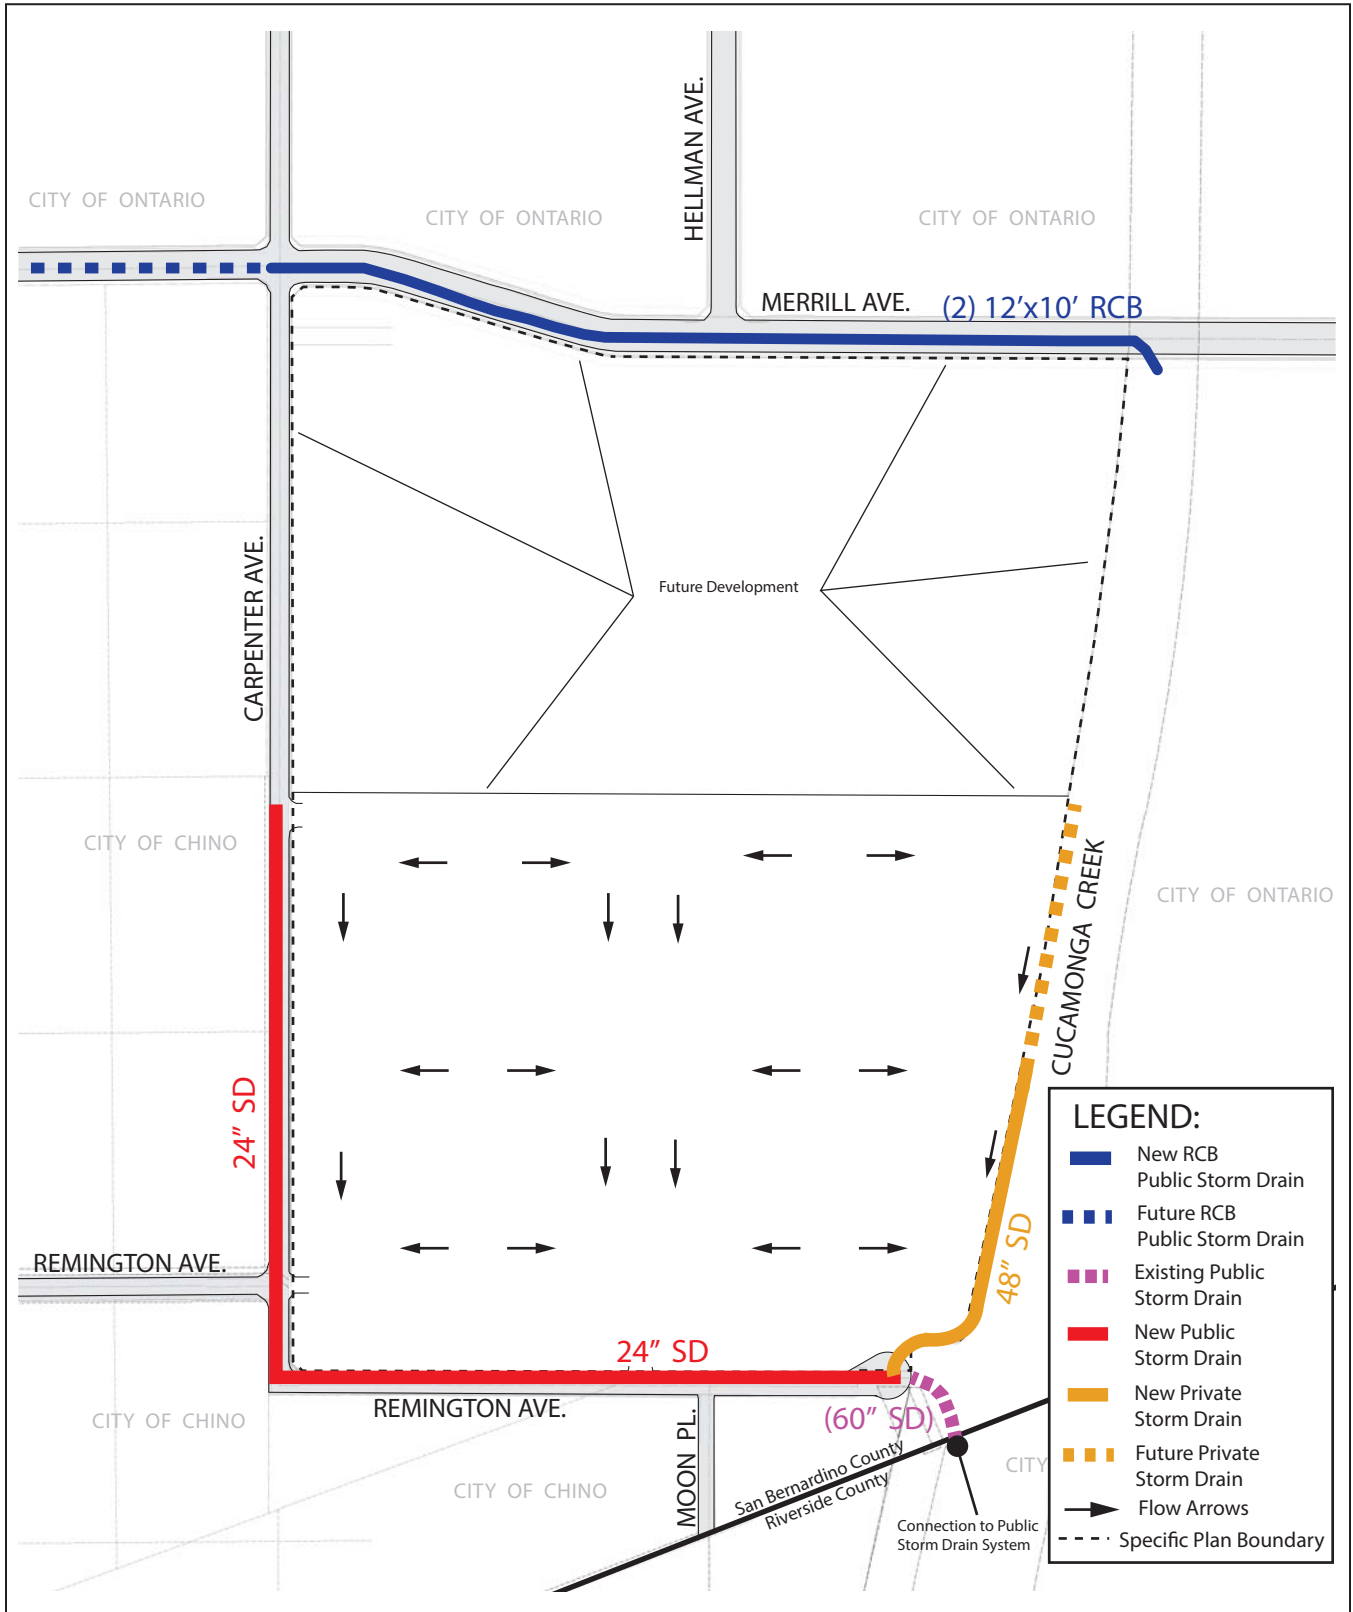 HELLMAN AVE.
CITY OF ONTARIO
CITY OF ONTARIO
CITY OF ONTARIO
MERRILL AVE.
(2) 12’x10’ RCB
Future Development
CARPENTER AVE.
CITY OF CHINO
CUCAMONGA CREEK
CITY OF ONTARIO
24” SD
48” SD
REMINGTON AVE.
24” SD
REMINGTON AVE.
(60” SD)
MOON PL.
CITY OF CHINO
CITY OF CHINO
San Bernardino County
Riverside County
CITY
Connection to Public
Storm Drain System
LEGEND:
New RCB
Public Storm Drain
Future RCB
Public Storm Drain
Existing Public
Storm Drain
New Public
Storm Drain
New Private
Storm Drain
Future Private
Storm Drain
Flow Arrows
Specific Plan Boundary